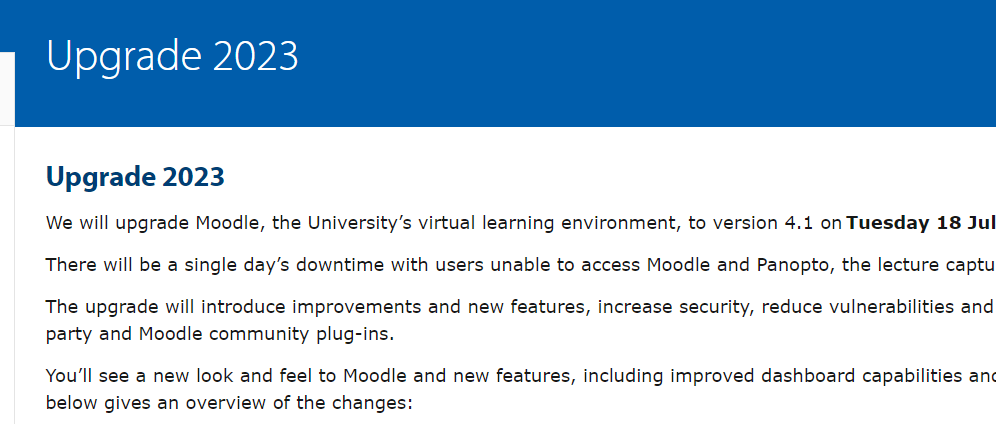 Upgrade 2023
Upgrade 2023
We will upgrade Moodle, the University’s virtual learning environment, to version 4.1 on Tuesday 18 Jul
There will be a single day’s downtime with users unable to access Moodle and Panopto, the lecture captu
The upgrade will introduce improvements and new features, increase security, reduce vulnerabilities and
party and Moodle community plug-ins.
You’ll see a new look and feel to Moodle and new features, including improved dashboard capabilities and
below gives an overview of the changes: